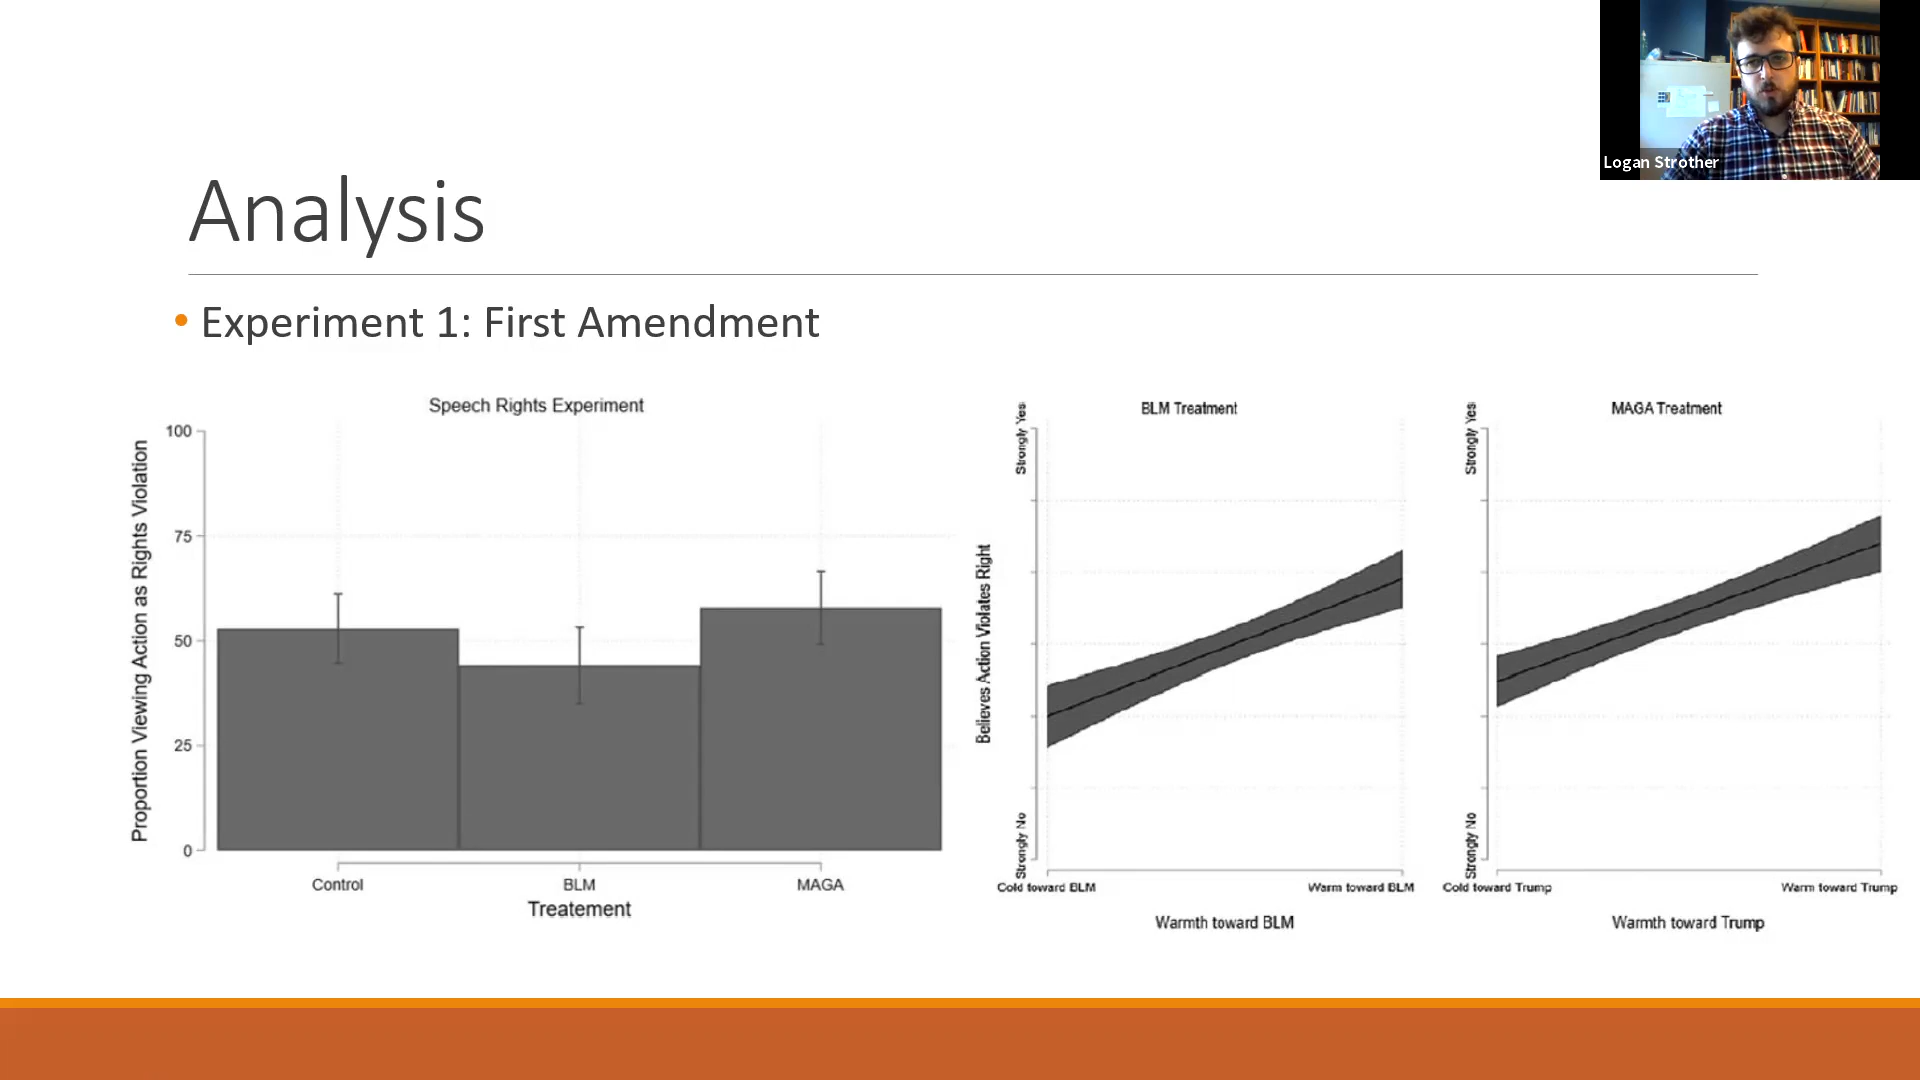 Logan Strother
Analysis
• Experiment 1: First Amendment
Speech Rights Experiment
Proportion Viewing Action as Rights Violation
100
75
50
25
0
Control
BLM
MAGA
Treatement
BLM Treatment
Believes Action Violates Right
Strongly Yes
Strongly No
Cold toward BLM
Warm toward BLM
Warmth toward BLM
MAGA Treatment
Strongly Yes
Strongly No
Cold toward Trump
Warm toward Trump
Warmth toward Trump